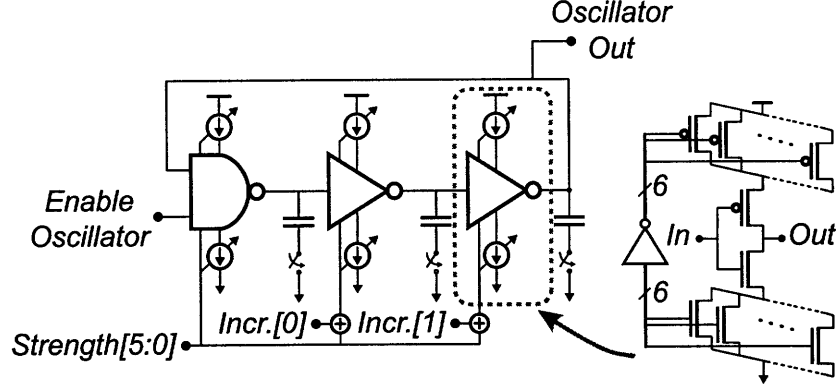 Oscillator
Out
Enable
Oscillator
6
In
Out
6
Incr.[0]
Incr.[1]
Strength[5:0]